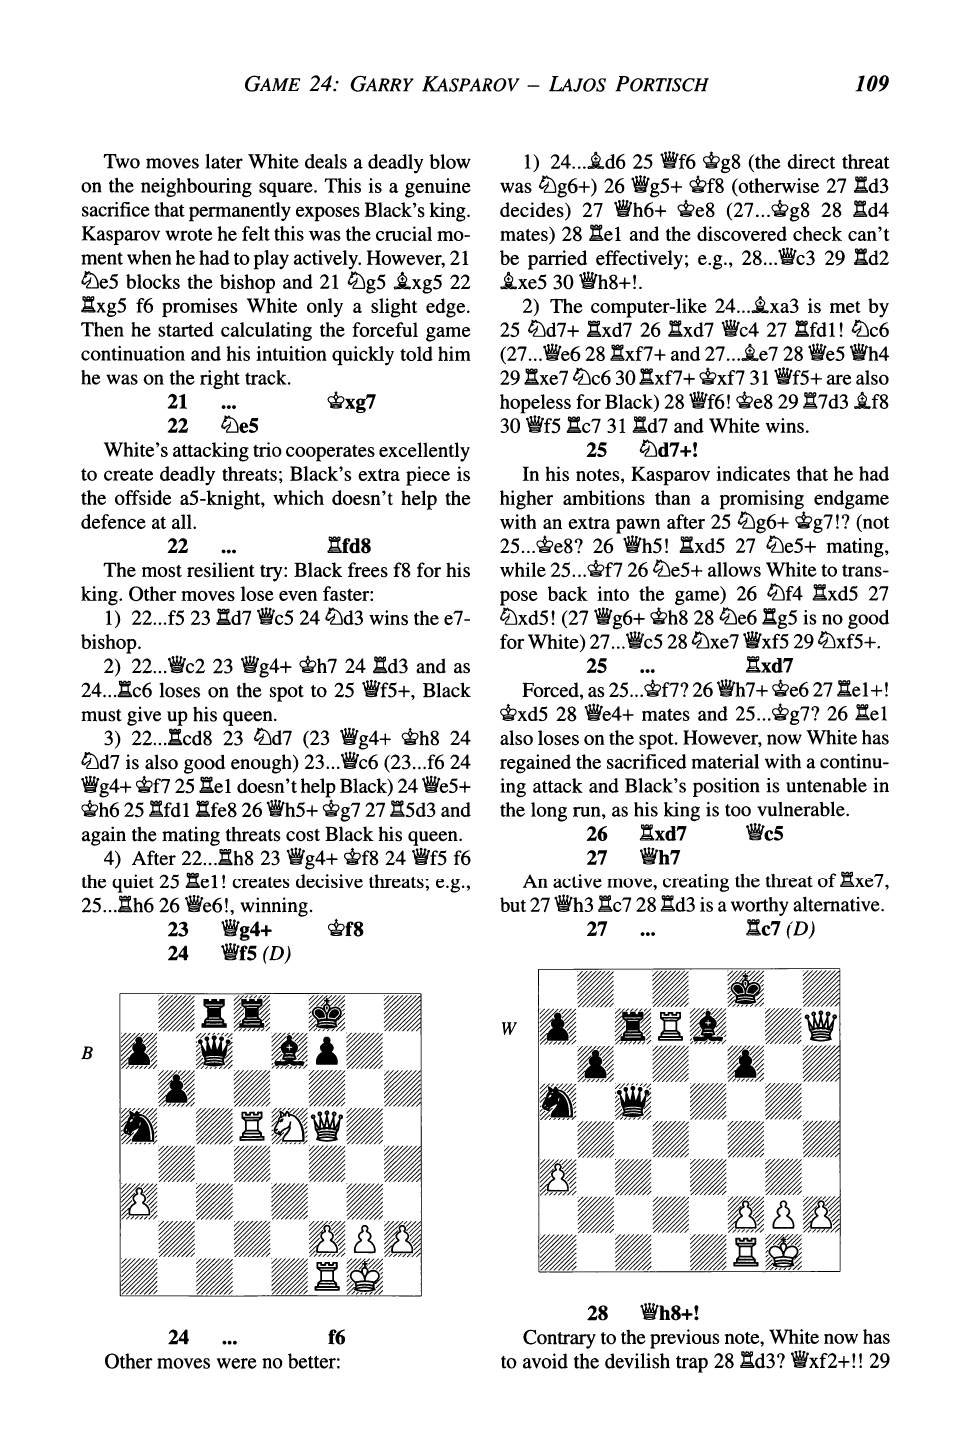 GAME 24: GARRY KASPAROV – LAJOS PORTISCH 109
Two moves later White deals a deadly blow
on the neighbouring square. This is a genuine
sacrifice that permanently exposes Black's king.
Kasparov wrote he felt this was the crucial mo-
ment when he had to play actively. However, 21
♘e5 blocks the bishop and 21 ♘g5 ♗xg5 22
♖xg5 f6 promises White only a slight edge.
Then he started calculating the forceful game
continuation and his intuition quickly told him
he was on the right track.
21 ... ♔xg7
22 ♘e5
White's attacking trio cooperates excellently
to create deadly threats; Black's extra piece is
the offside a5-knight, which doesn't help the
defence at all.
22 ... ♖fd8
The most resilient try: Black frees f8 for his
king. Other moves lose even faster:
1) 22...f5 23 ♖d7 ♕c5 24 ♘d3 wins the e7-
bishop.
2) 22...♕c2 23 ♕g4+ ♔h7 24 ♖d3 and as
24...♖c6 loses on the spot to 25 ♕f5+, Black
must give up his queen.
3) 22...♖cd8 23 ♘d7 (23 ♕g4+ ♔h8 24
♘d7 is also good enough) 23...♕c6 (23...f6 24
♕g4+ ♔f7 25 ♖e1 doesn't help Black) 24 ♕e5+
♔h6 25 ♖fd1 ♖fe8 26 ♕h5+ ♔g7 27 ♖5d3 and
again the mating threats cost Black his queen.
4) After 22...♖h8 23 ♕g4+ ♔f8 24 ♕f5 f6
the quiet 25 ♖e1! creates decisive threats; e.g.,
25...♖h6 26 ♕e6!, winning.
23 ♕g4+ ♔f8
24 ♕f5 (D)
B
24 ... f6
Other moves were no better:
1) 24...♗d6 25 ♕f6 ♔g8 (the direct threat
was ♘g6+) 26 ♕g5+ ♔f8 (otherwise 27 ♖d3
decides) 27 ♕h6+ ♔e8 (27...♔g8 28 ♖d4
mates) 28 ♖e1 and the discovered check can't
be parried effectively; e.g., 28...♕c3 29 ♖d2
♗xe5 30 ♕h8+!.
2) The computer-like 24...♗xa3 is met by
25 ♘d7+ ♖xd7 26 ♖xd7 ♕c4 27 ♖fd1! ♘c6
(27...♕e6 28 ♖xf7+ and 27...♗e7 28 ♕e5 ♕h4
29 ♖xe7 ♘c6 30 ♖xf7+ ♔xf7 31 ♕f5+ are also
hopeless for Black) 28 ♕f6! ♔e8 29 ♖7d3 ♗f8
30 ♕f5 ♖c7 31 ♖d7 and White wins.
25 ♘d7+!
In his notes, Kasparov indicates that he had
higher ambitions than a promising endgame
with an extra pawn after 25 ♘g6+ ♔g7!? (not
25...♔e8? 26 ♕h5! ♖xd5 27 ♘e5+ mating,
while 25...♔f7 26 ♘e5+ allows White to trans-
pose back into the game) 26 ♘f4 ♖xd5 27
♘xd5! (27 ♕g6+ ♔h8 28 ♘e6 ♖g5 is no good
for White) 27...♕c5 28 ♘xe7 ♕xf5 29 ♘xf5+.
25 ... ♖xd7
Forced, as 25...♔f7? 26 ♕h7+ ♔e6 27 ♖e1+!
♔xd5 28 ♕e4+ mates and 25...♔g7? 26 ♖e1
also loses on the spot. However, now White has
regained the sacrificed material with a continu-
ing attack and Black's position is untenable in
the long run, as his king is too vulnerable.
26 ♖xd7 ♕c5
27 ♕h7
An active move, creating the threat of ♖xe7,
but 27 ♕h3 ♖c7 28 ♖d3 is a worthy alternative.
27 ... ♖c7 (D)
W
28 ♕h8+!
Contrary to the previous note, White now has
to avoid the devilish trap 28 ♖d3? ♕xf2+!! 29